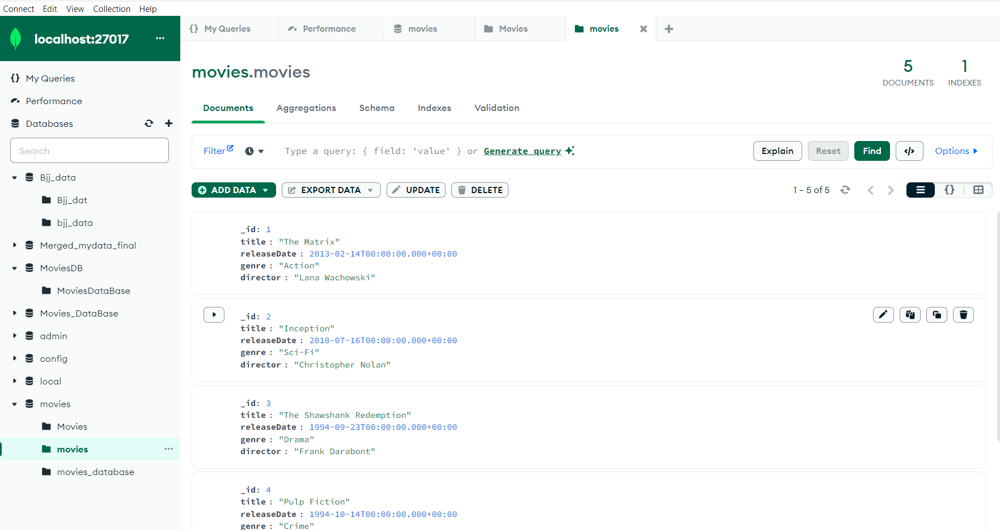 Connect Edit View Collection Help
localhost:27017 ...
My Queries
Performance
Databases
Search
Bjj_data
Bjj_dat
bjj_data
Merged_mydata_final
MoviesDB
MoviesDataBase
Movies_DataBase
admin
config
local
movies
Movies
movies ...
movies_database
{} My Queries Performance movies Movies movies
movies.movies
5 1
DOCUMENTS INDEXES
Documents Aggregations Schema Indexes Validation
Filter Type a query: { field: 'value' } or Generate query Explain Reset Find </> Options
ADD DATA EXPORT DATA UPDATE DELETE 1 – 5 of 5 {}
_id: 1
title : "The Matrix"
releaseDate : 2013-02-14T00:00:00.000+00:00
genre : "Action"
director : "Lana Wachowski"
_id: 2
title : "Inception"
releaseDate : 2010-07-16T00:00:00.000+00:00
genre : "Sci-Fi"
director : "Christopher Nolan"
_id: 3
title : "The Shawshank Redemption"
releaseDate : 1994-09-23T00:00:00.000+00:00
genre : "Drama"
director : "Frank Darabont"
_id: 4
title : "Pulp Fiction"
releaseDate : 1994-10-14T00:00:00.000+00:00
genre : "Crime"